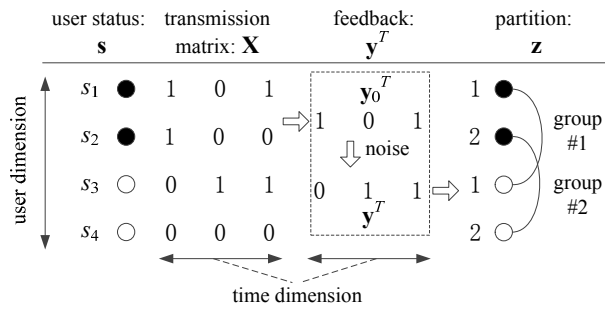 user status: transmission feedback: partition:
s matrix: X y^T z
s1 1 0 1 y0^T 1
1 0 1 group #1
s2 1 0 0 noise 2
s3 0 1 1 0 1 1 1 group #2
y^T
s4 0 0 0 2
user dimension
time dimension